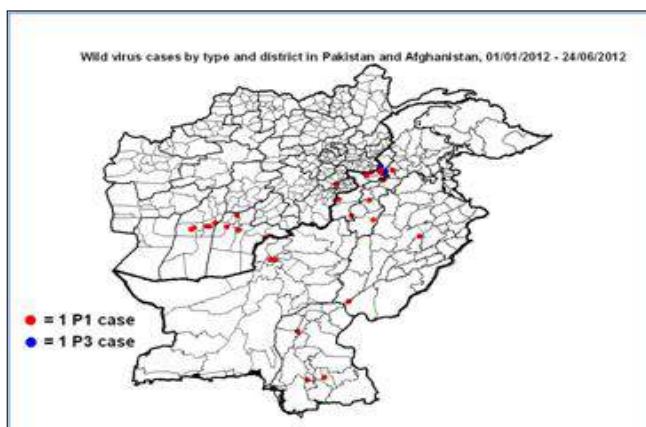 Wild virus cases by type and district in Pakistan and Afghanistan, 01/01/2012 - 24/06/2012
= 1 P1 case
= 1 P3 case